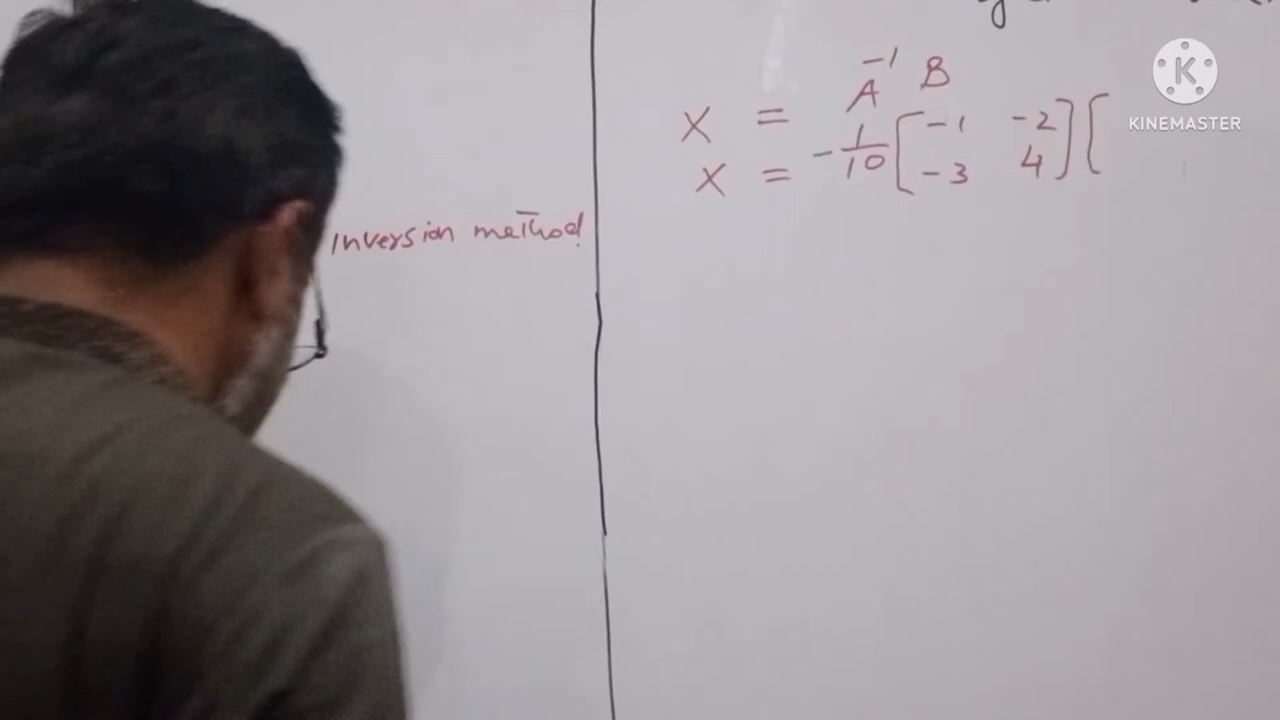 Inversion method
X = A⁻¹ B
X = -1/10 [ -1 -2 ] [
-3 4
KINEMASTER